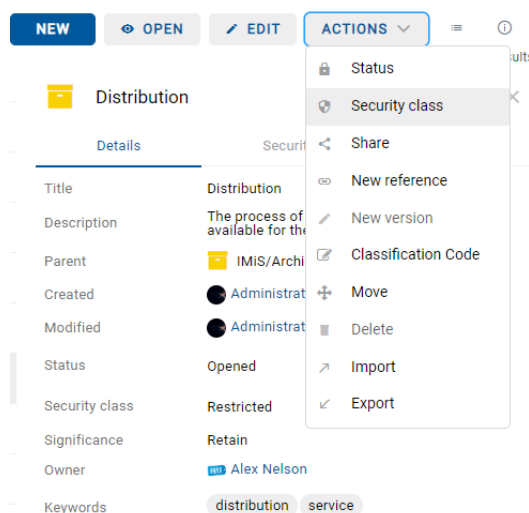 NEW OPEN EDIT ACTIONS
Distribution
Details
Title Distribution
Description The process of
available for the
Parent IMiS/Archi
Created Administrat
Modified Administrat
Status Opened
Security class Restricted
Significance Retain
Owner Alex Nelson
Keywords distribution service
Status
Security class
Share
New reference
New version
Classification Code
Move
Delete
Import
Export